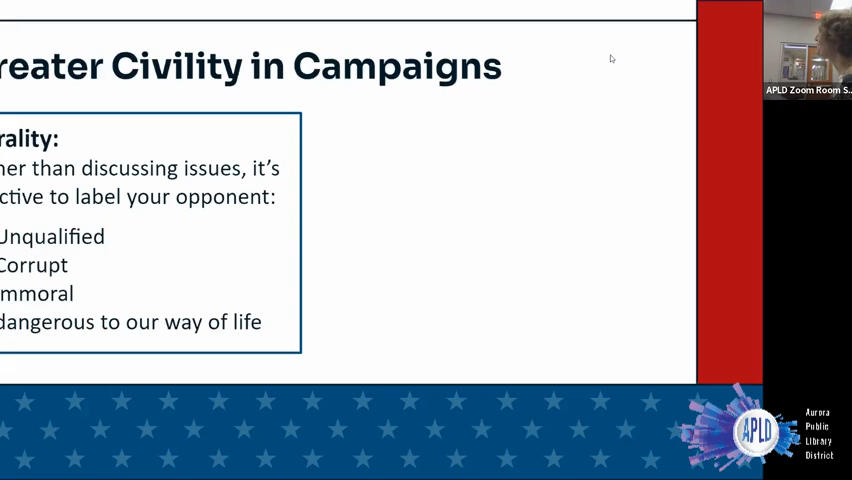 reater Civility in Campaigns
rality:
her than discussing issues, it's
ctive to label your opponent:
Unqualified
Corrupt
mmoral
dangerous to our way of life
APLD Zoom Room S...
APLD
Aurora
Public
Library
District